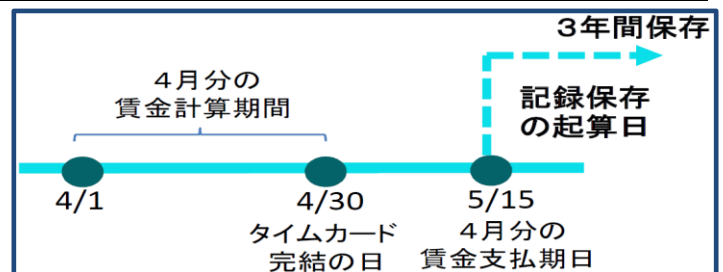 ３年間保存
４月分の
賃金計算期間
記録保存
の起算日
4/1
4/30
5/15
タイムカード
完結の日
４月分の
賃金支払期日